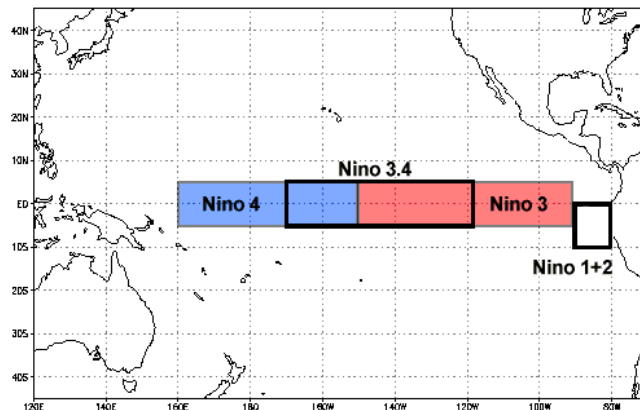 40N
30N
20N
10N
Nino 3.4
Nino 4
Nino 3
EQ
10S
Nino 1+2
20S
30S
40S
120E
140E
160E
180
160W
140W
120W
100W
80W